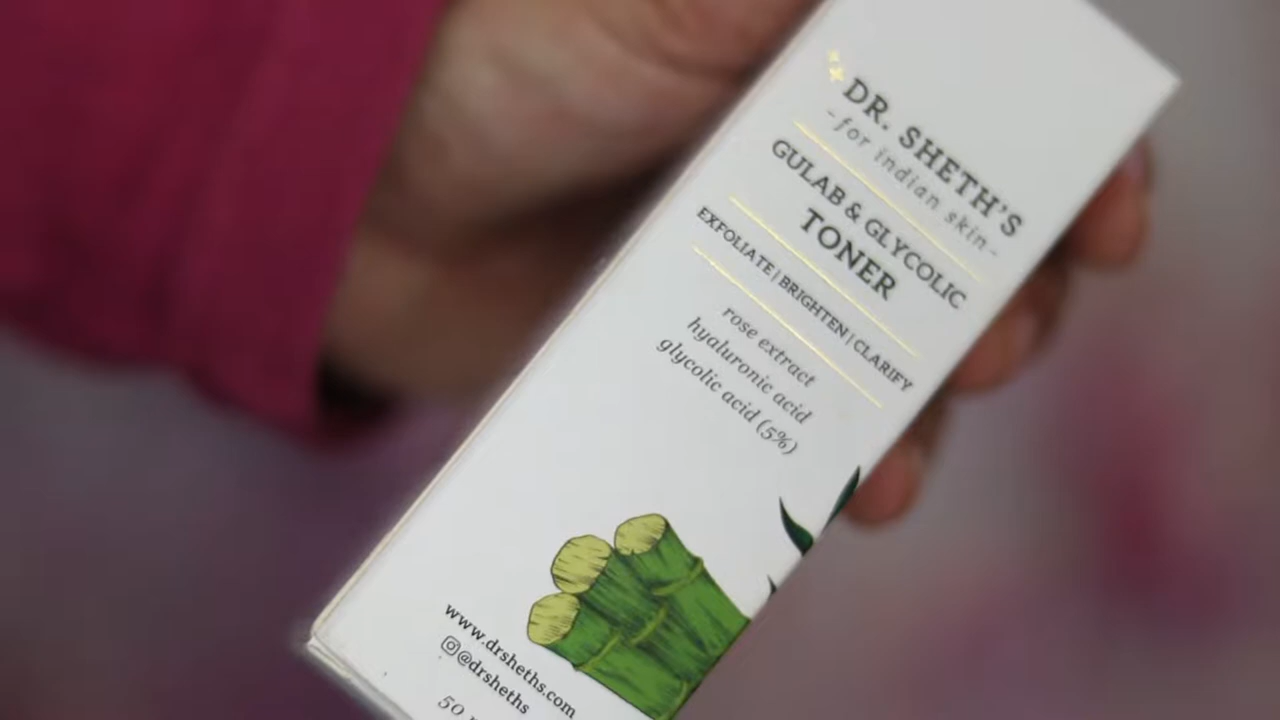 DR. SHETH'S
-for indian skin-
GULAB & GLYCOLIC
TONER
EXFOLIATE | BRIGHTEN | CLARIFY
rose extract
hyaluronic acid
glycolic acid (5%)
www.drsheths.com
@drsheths
50